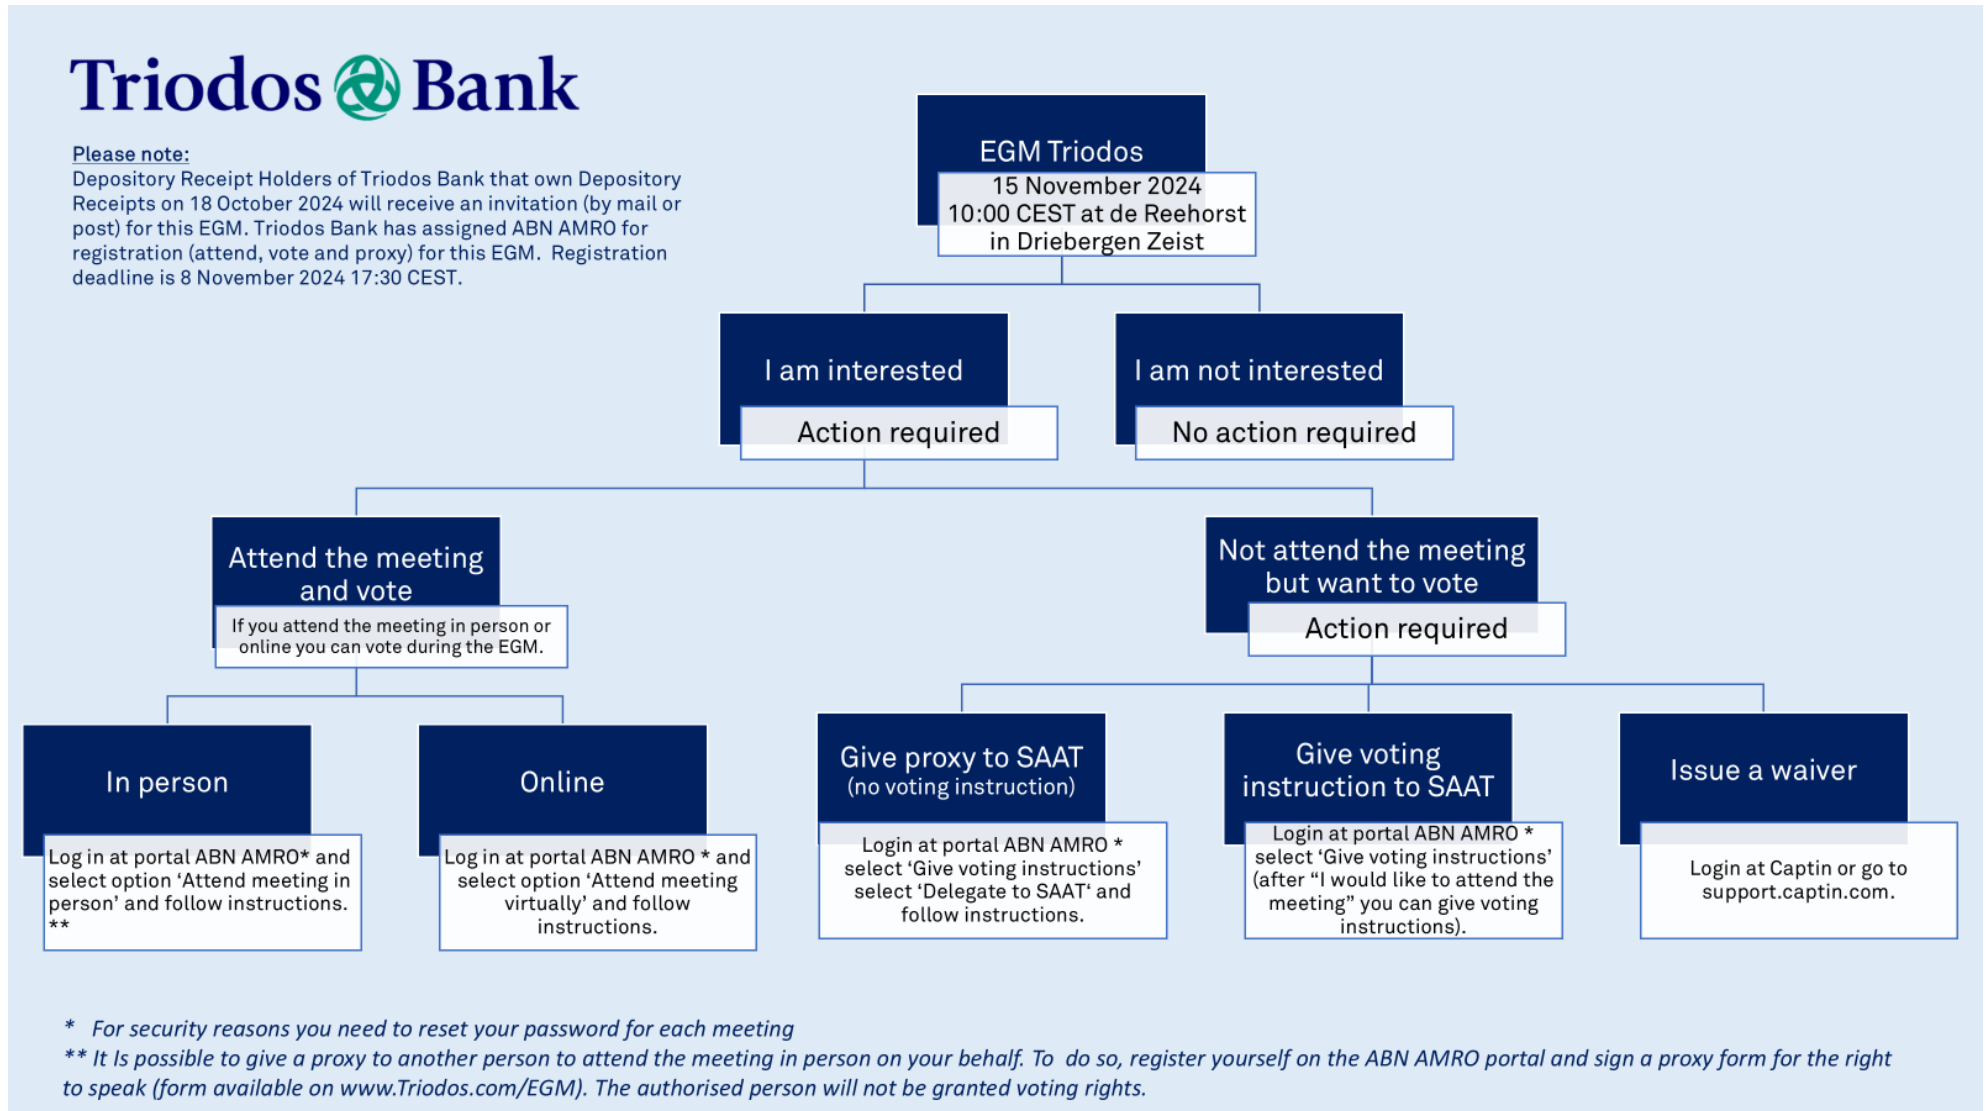 Triodos Bank
Please note:
Depository Receipt Holders of Triodos Bank that own Depository
Receipts on 18 October 2024 will receive an invitation (by mail or
post) for this EGM. Triodos Bank has assigned ABN AMRO for
registration (attend, vote and proxy) for this EGM.  Registration
deadline is 8 November 2024 17:30 CEST.
EGM Triodos
15 November 2024
10:00 CEST at de Reehorst
in Driebergen Zeist
I am interested
Action required
I am not interested
No action required
Attend the meeting
and vote
If you attend the meeting in person or
online you can vote during the EGM.
Not attend the meeting
but want to vote
Action required
In person
Log in at portal ABN AMRO* and
select option ‘Attend meeting in
person’ and follow instructions.
**
Online
Log in at portal ABN AMRO * and
select option ‘Attend meeting
virtually’ and follow
instructions.
Give proxy to SAAT
(no voting instruction)
Login at portal ABN AMRO *
select ‘Give voting instructions’
select ‘Delegate to SAAT‘ and
follow instructions.
Give voting
instruction to SAAT
Login at portal ABN AMRO *
select ‘Give voting instructions’
(after “I would like to attend the
meeting” you can give voting
instructions).
Issue a waiver
Login at Captin or go to
support.captin.com.
*   For security reasons you need to reset your password for each meeting
** It Is possible to give a proxy to another person to attend the meeting in person on your behalf. To  do so, register yourself on the ABN AMRO portal and sign a proxy form for the right
to speak (form available on www.Triodos.com/EGM). The authorised person will not be granted voting rights.